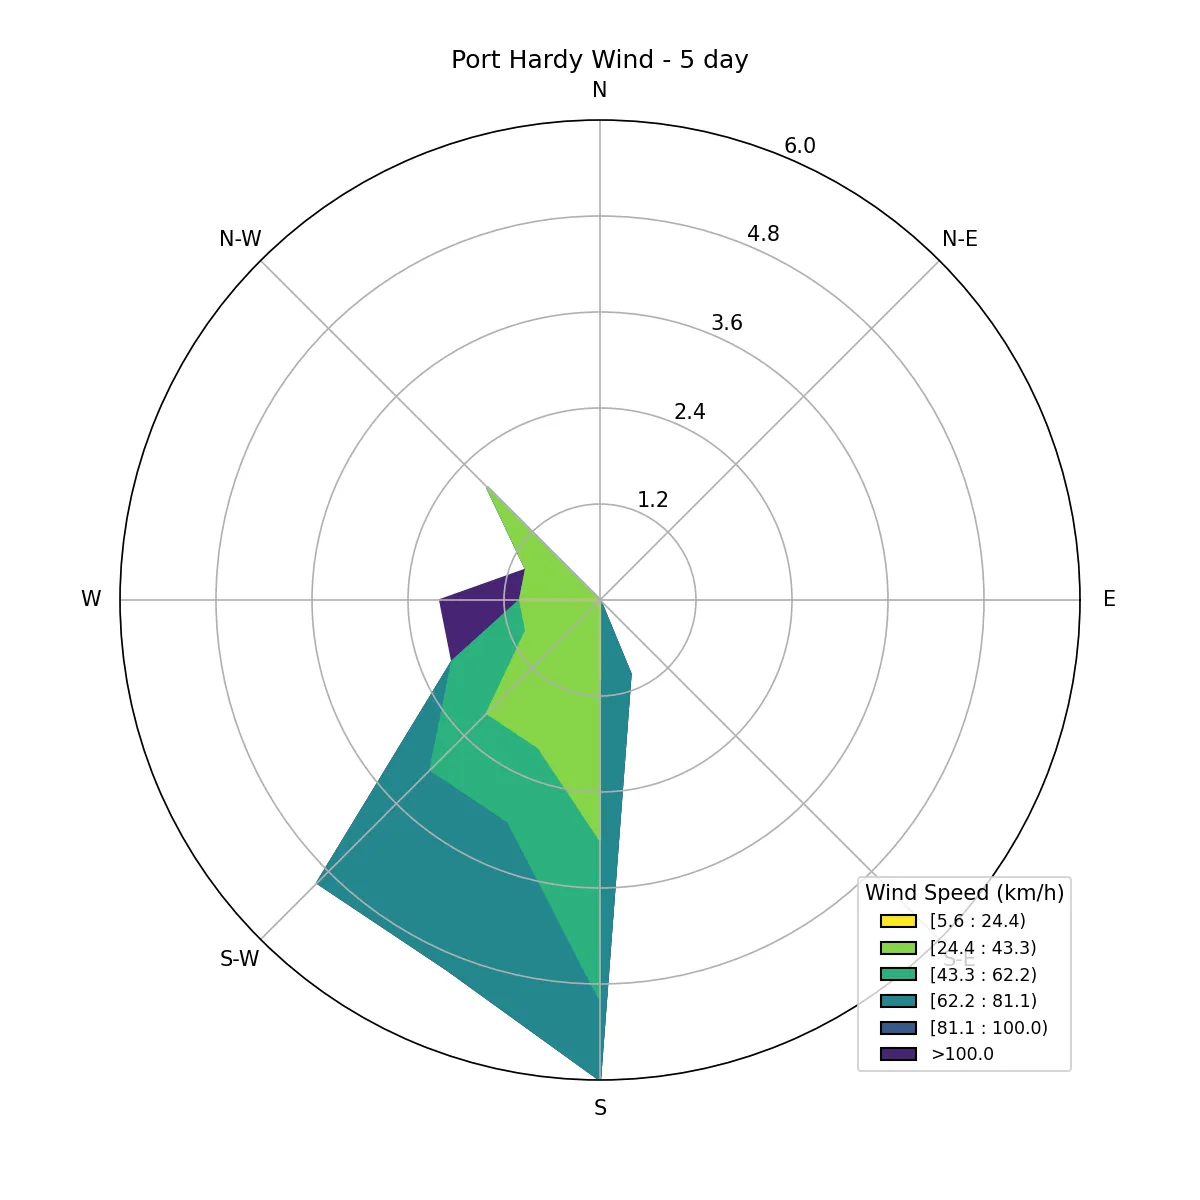 Port Hardy Wind - 5 day
N
6.0
N-W
N-E
4.8
3.6
2.4
1.2
W
E
S-W
S-E
S
Wind Speed (km/h)
[5.6 : 24.4)
[24.4 : 43.3)
[43.3 : 62.2)
[62.2 : 81.1)
[81.1 : 100.0)
>100.0